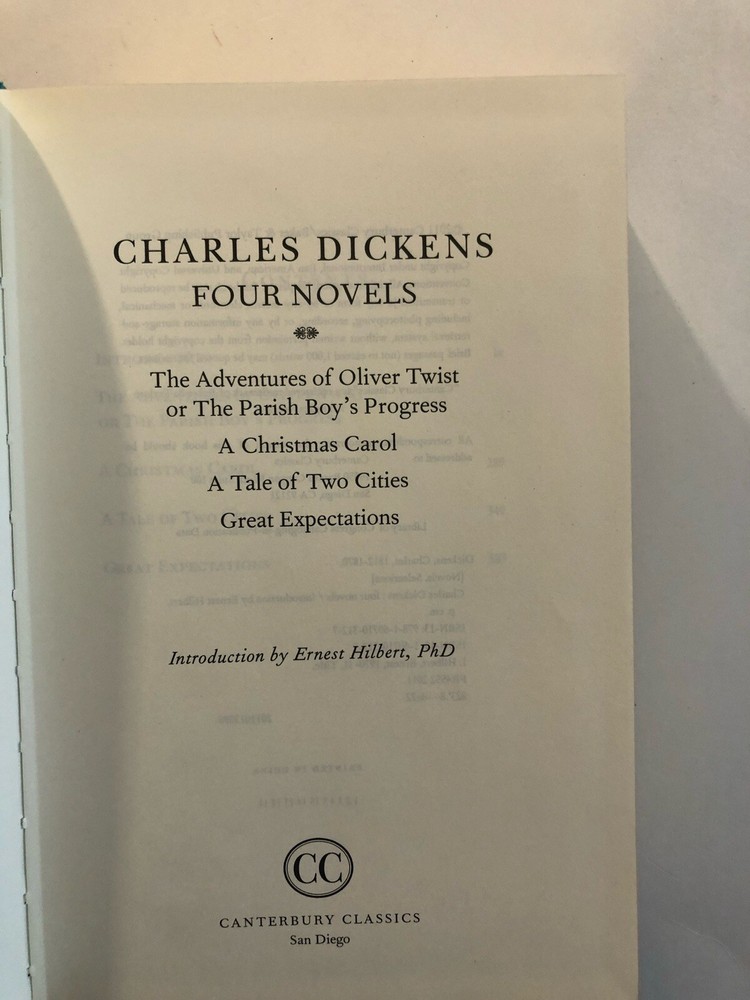 CHARLES DICKENS
FOUR NOVELS
The Adventures of Oliver Twist
or The Parish Boy's Progress
A Christmas Carol
A Tale of Two Cities
Great Expectations
Introduction by Ernest Hilbert, PhD
CC
CANTERBURY CLASSICS
San Diego